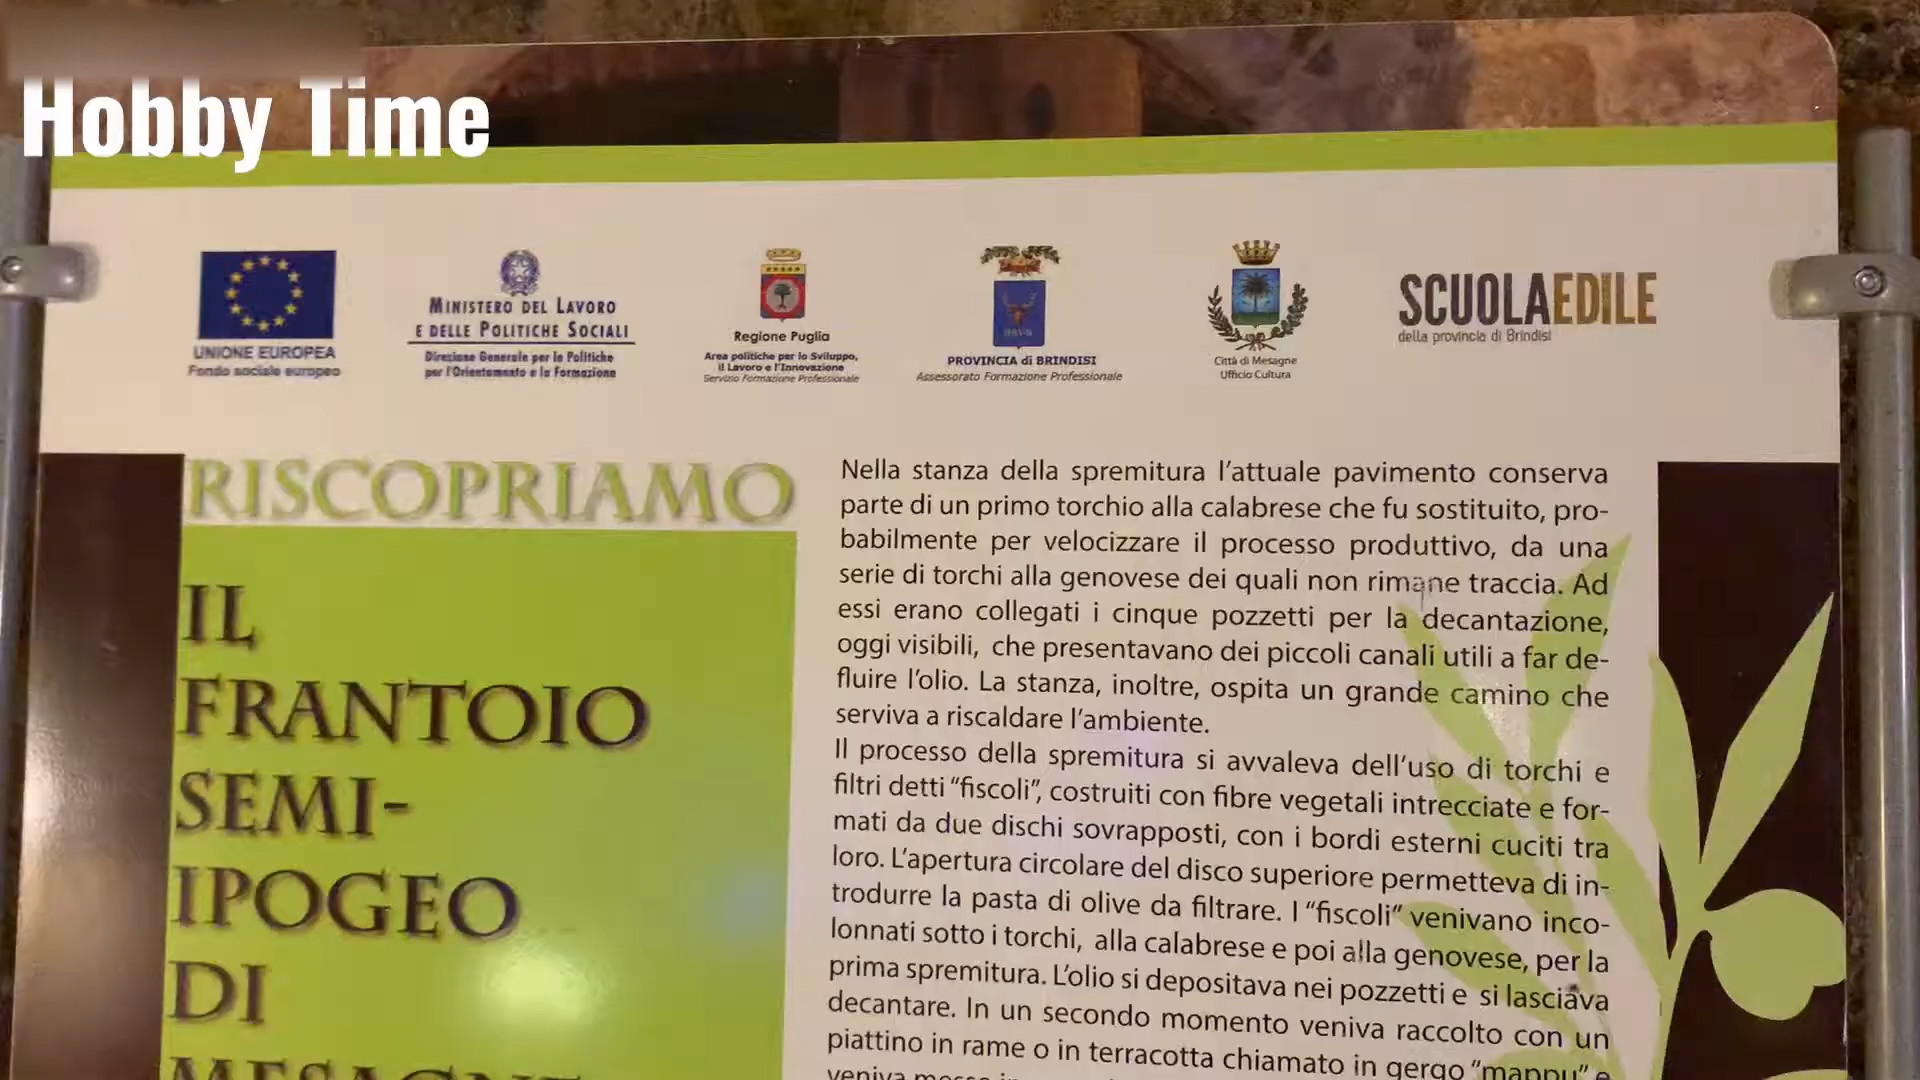 Hobby Time
UNIONE EUROPEA
Fondo sociale europeo
MINISTERO DEL LAVORO
E DELLE POLITICHE SOCIALI
Direzione Generale per le Politiche
per l'Orientamento e la Formazione
Regione Puglia
Area politiche per lo Sviluppo,
il Lavoro e l'Innovazione
Servizio Formazione Professionale
PROVINCIA di BRINDISI
Assessorato Formazione Professionale
Città di Mesagne
Ufficio Cultura
SCUOLAEDILE
della provincia di Brindisi
RISCOPRIAMO
IL
FRANTOIO
SEMI-
IPOGEO
DI
MESAGNE
Nella stanza della spremitura l'attuale pavimento conserva
parte di un primo torchio alla calabrese che fu sostituito, pro-
babilmente per velocizzare il processo produttivo, da una
serie di torchi alla genovese dei quali non rimane traccia. Ad
essi erano collegati i cinque pozzetti per la decantazione,
oggi visibili, che presentavano dei piccoli canali utili a far de-
fluire l'olio. La stanza, inoltre, ospita un grande camino che
serviva a riscaldare l'ambiente.
Il processo della spremitura si avvaleva dell'uso di torchi e
filtri detti "fiscoli", costruiti con fibre vegetali intrecciate e for-
mati da due dischi sovrapposti, con i bordi esterni cuciti tra
loro. L'apertura circolare del disco superiore permetteva di in-
trodurre la pasta di olive da filtrare. I "fiscoli" venivano inco-
lonnati sotto i torchi, alla calabrese e poi alla genovese, per la
prima spremitura. L'olio si depositava nei pozzetti e si lasciava
decantare. In un secondo momento veniva raccolto con un
piattino in rame o in terracotta chiamato in gergo "mappu" e
veniva messo in